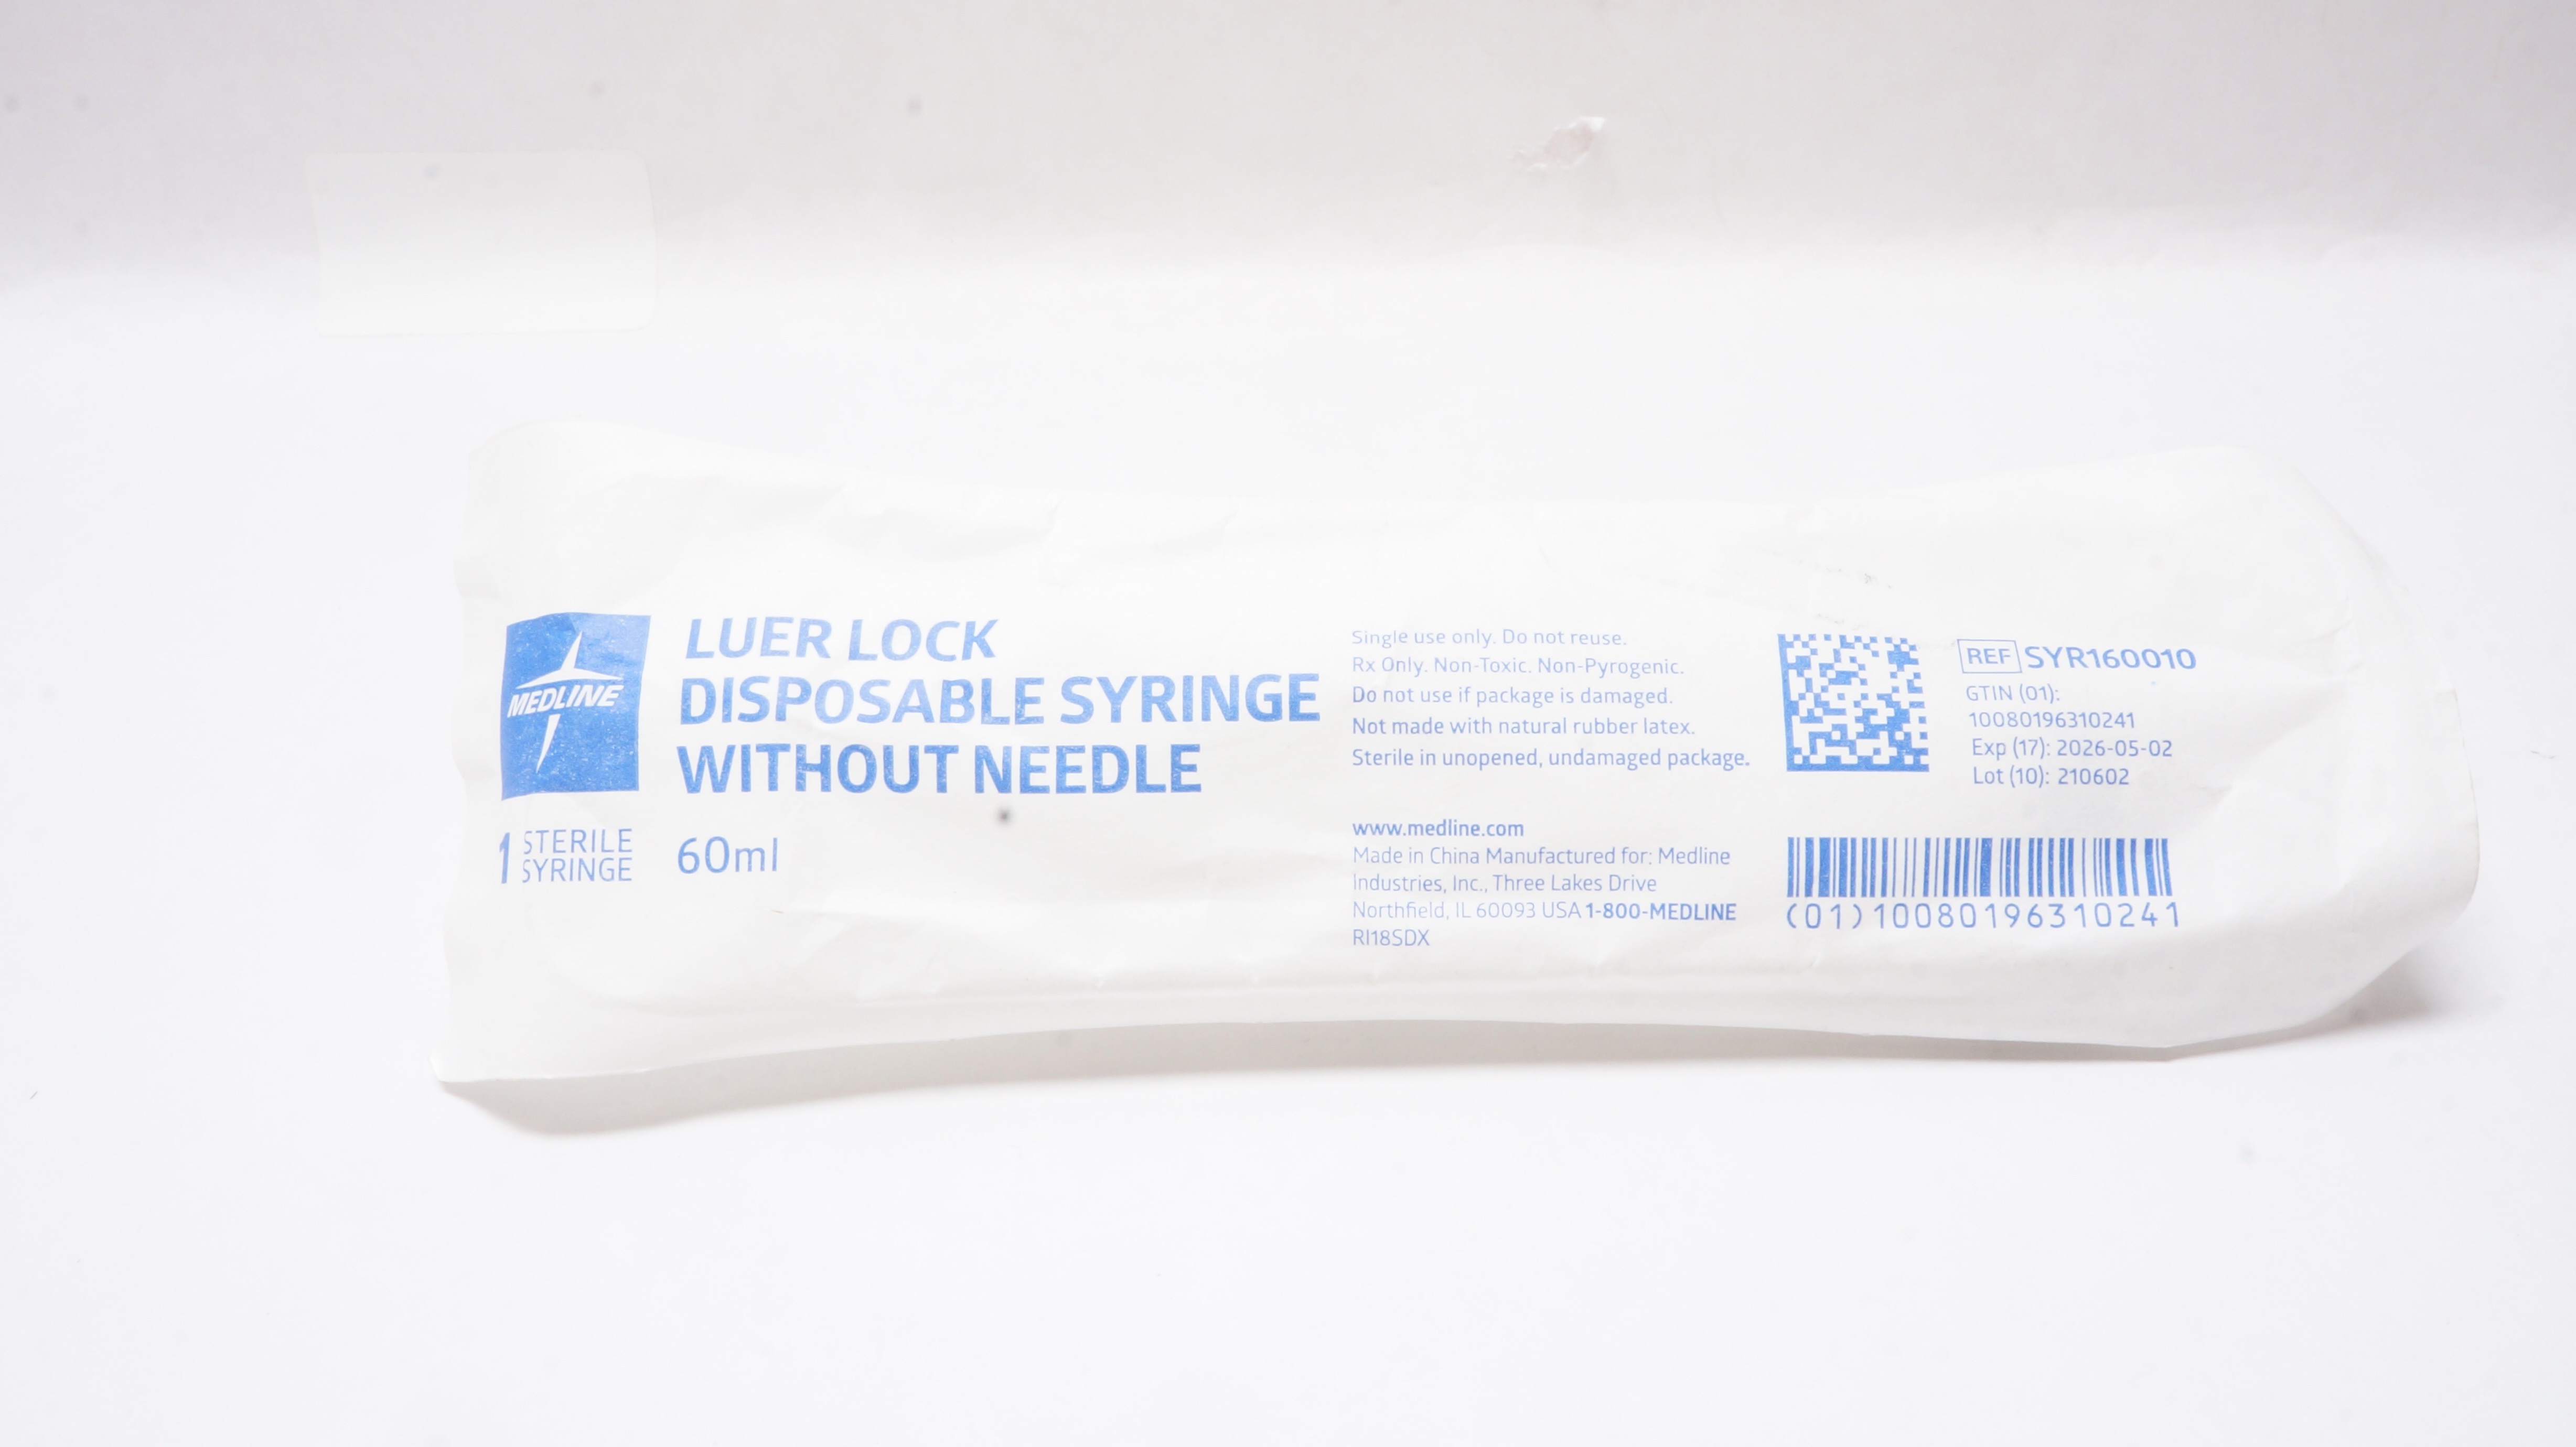 MEDLINE
LUER LOCK
DISPOSABLE SYRINGE
WITHOUT NEEDLE
1 STERILE
SYRINGE
60ml
Single use only. Do not reuse.
Rx Only. Non-Toxic. Non-Pyrogenic.
Do not use if package is damaged.
Not made with natural rubber latex.
Sterile in unopened, undamaged package.
www.medline.com
Made in China Manufactured for: Medline
Industries, Inc., Three Lakes Drive
Northfield, IL 60093 USA 1-800-MEDLINE
RI18SDX
REF SYR160010
GTIN (01):
10080196310241
Exp (17): 2026-05-02
Lot (10): 210602
(01)10080196310241